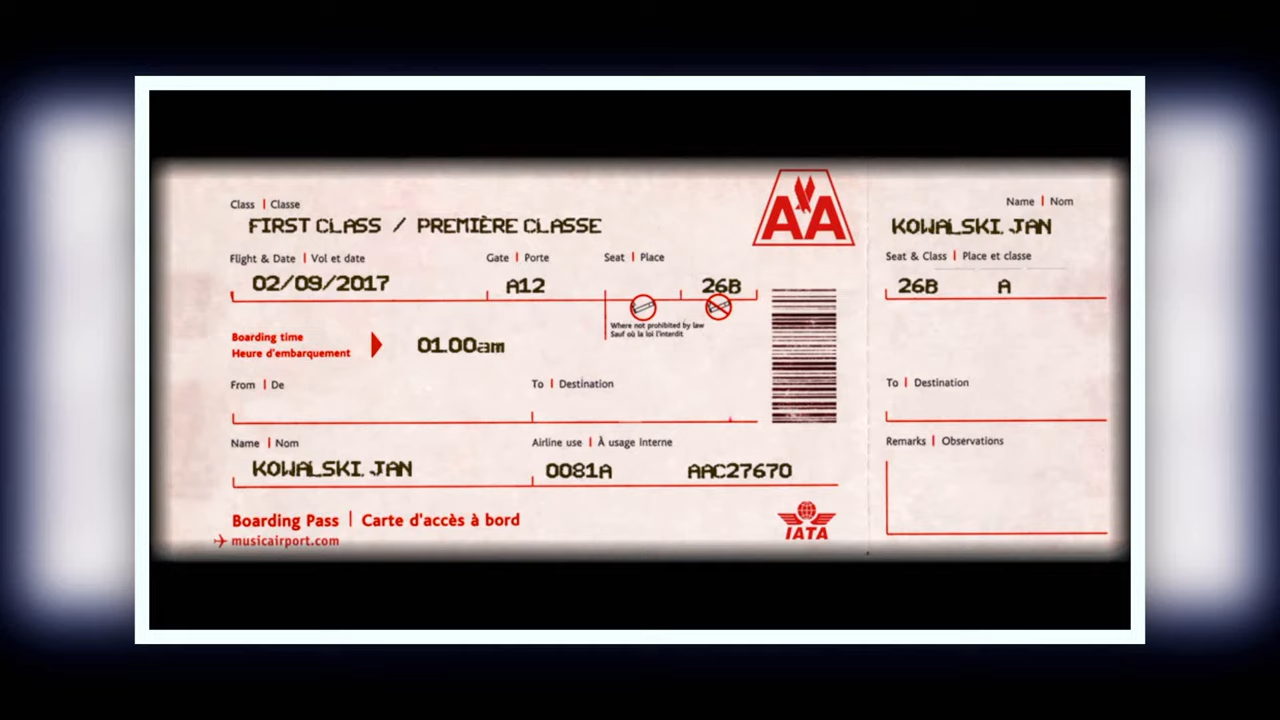 Class | Classe
FIRST CLASS / PREMIÈRE CLASSE
Flight & Date | Vol et date
Gate | Porte
Seat | Place
02/09/2017
A12
26B
Where not prohibited by law
Sauf où la loi l'interdit
Boarding time
Heure d'embarquement
01.00am
From | De
To | Destination
Name | Nom
Airline use | À usage interne
KOWALSKI. JAN
0081A
AAC27670
Boarding Pass | Carte d'accès à bord
musicairport.com
AA
IATA
Name | Nom
KOWALSKI. JAN
Seat & Class | Place et classe
26B
A
To | Destination
Remarks | Observations